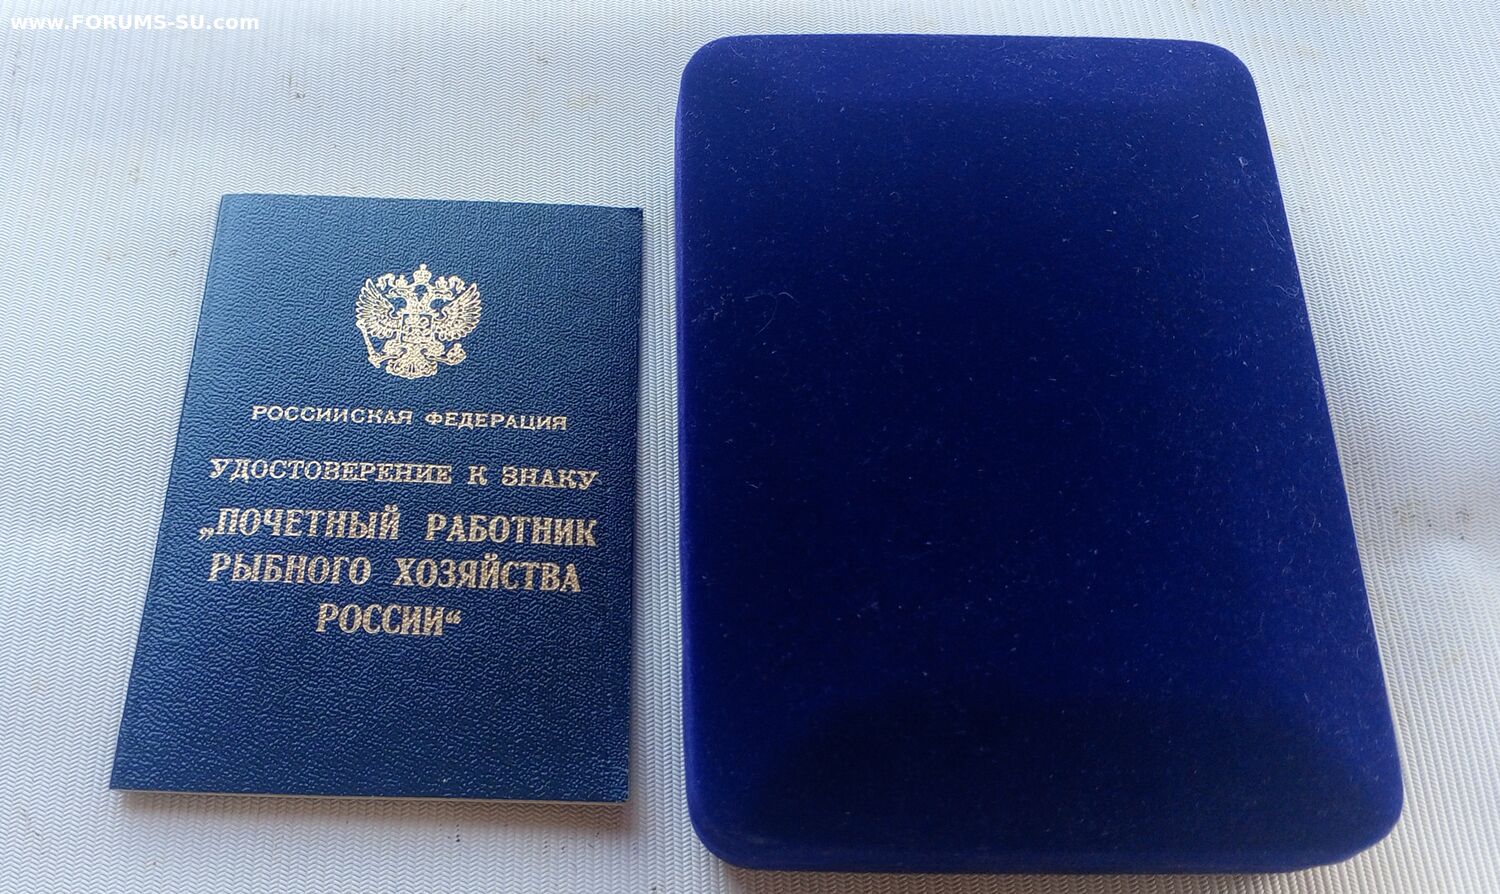 www.FORUMS-SU.com
РОССИЙСКАЯ ФЕДЕРАЦИЯ
УДОСТОВЕРЕНИЕ К ЗНАКУ
„ПОЧЕТНЫЙ РАБОТНИК
РЫБНОГО ХОЗЯЙСТВА
РОССИИ“